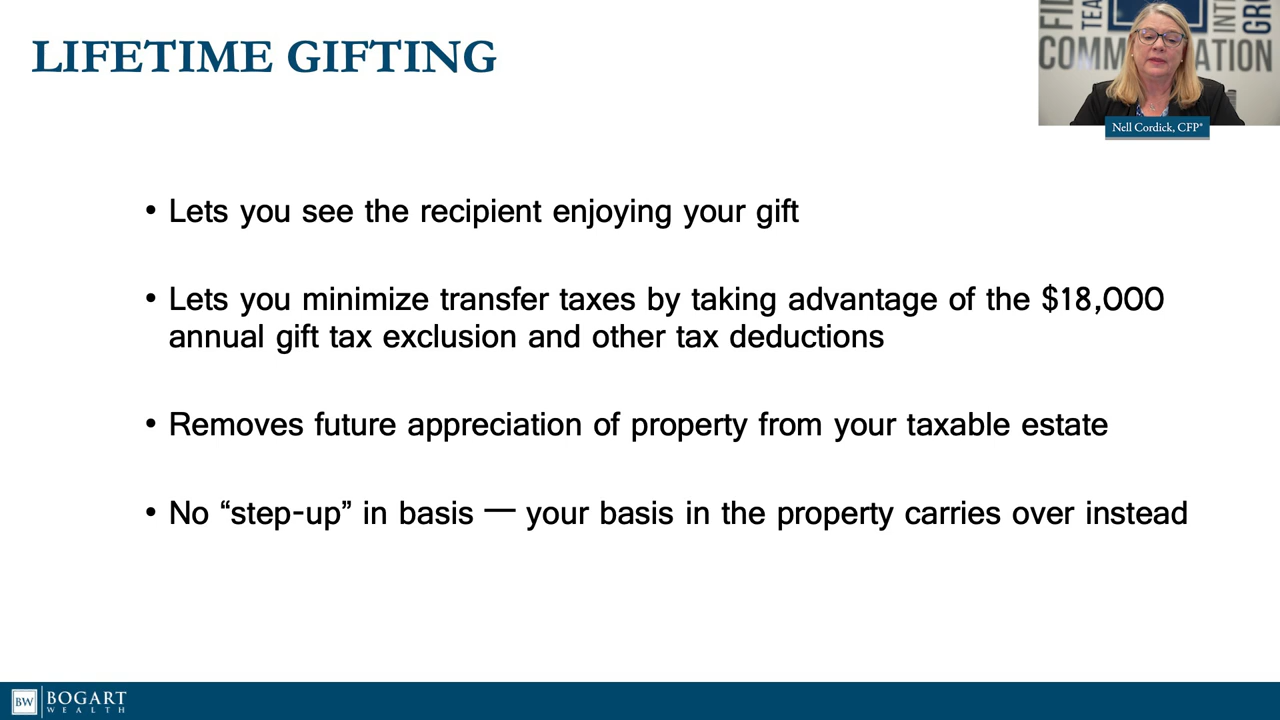 LIFETIME GIFTING
TEA
INT
COMM ATION
Nell Cordick, CFP®
• Lets you see the recipient enjoying your gift
• Lets you minimize transfer taxes by taking advantage of the $18,000
annual gift tax exclusion and other tax deductions
• Removes future appreciation of property from your taxable estate
• No “step-up” in basis — your basis in the property carries over instead
BW BOGART
WEALTH